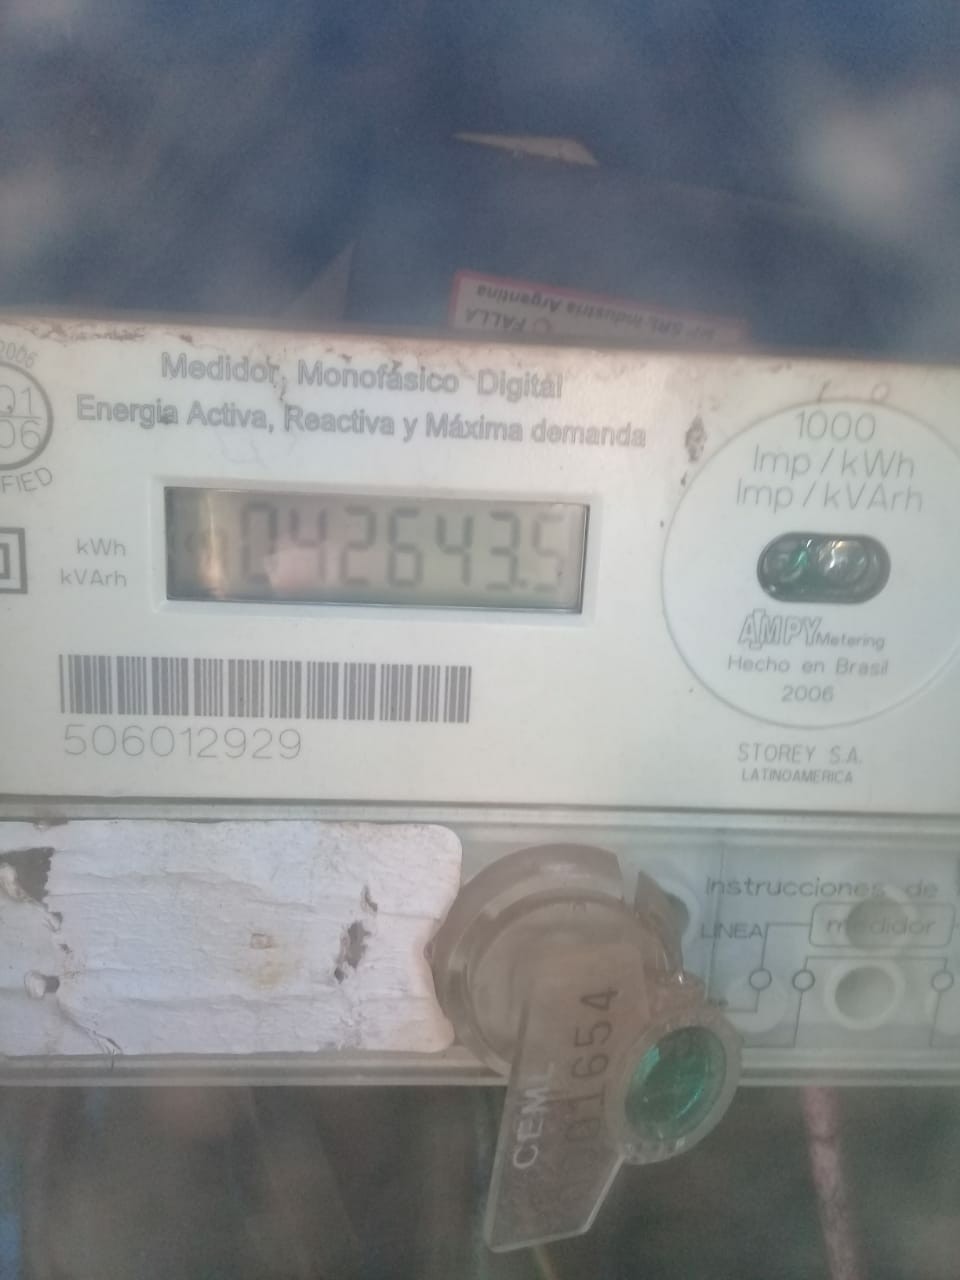 Industria Argentina
FALLA
2006
Q1
06
FIED
Medidor, Monofásico Digital
Energia Activa, Reactiva y Máxima demanda
1000
Imp/kWh
Imp/kVArh
kWh
kVArh
042643.5
AMPY Metering
Hecho en Brasil
2006
506012929
STOREY S.A.
LATINOAMERICA
Instrucciones de
LINEA
medidor
CEML
001654